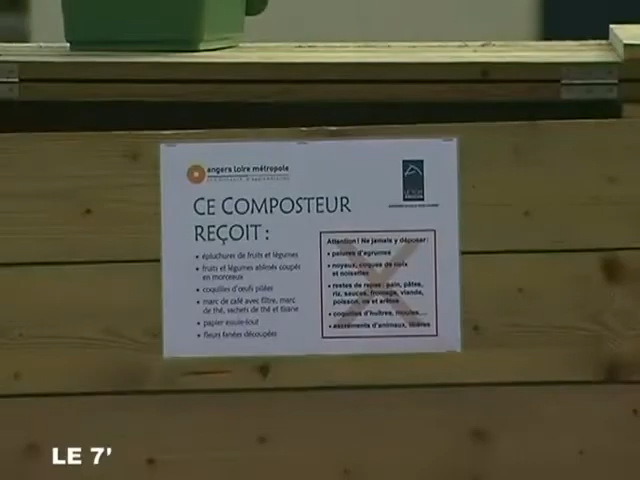 angers loire métropole
CE COMPOSTEUR
REÇOIT :
• épluchures de fruits et légumes
• fruits et légumes abîmés coupés
en morceaux
• coquilles d'œufs pilées
• marc de café avec filtre, marc
de thé, sachets de thé et tisane
• papier essuie-tout
• fleurs fanées découpées
Attention ! Ne jamais y déposer :
• pelures d'agrumes
• noyaux, coques de noix
et noisettes
• restes de repas : pain, pâtes,
riz, sauces, fromage, viande,
poisson, os et arêtes
• coquilles d'huîtres, moules....
• excréments d'animaux, litières
LE 7'